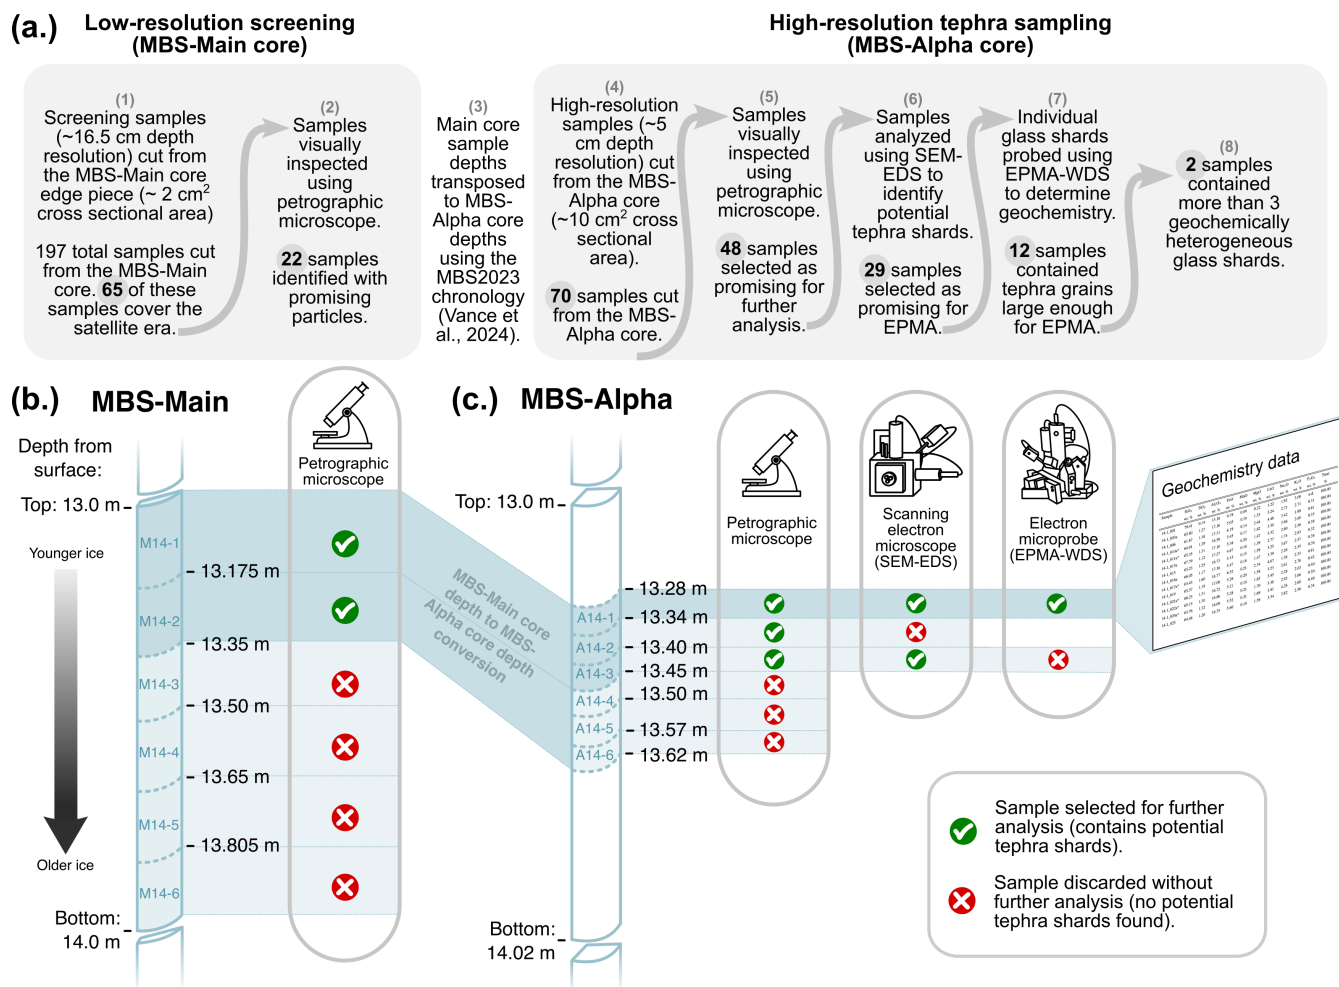 (a.)
Low-resolution screening
(MBS-Main core)
High-resolution tephra sampling
(MBS-Alpha core)
(1)
Screening samples
(~16.5 cm depth
resolution) cut from
the MBS-Main core
edge piece (~ 2 cm²
cross sectional area)
197 total samples cut
from the MBS-Main
core. 65 of these
samples cover the
satellite era.
(2)
Samples
visually
inspected
using
petrographic
microscope.
22 samples
identified with
promising
particles.
(3)
Main core
sample
depths
transposed
to MBS-
Alpha core
depths
using the
MBS2023
chronology
(Vance et
al., 2024).
(4)
High-resolution
samples (~5
cm depth
resolution) cut
from the MBS-
Alpha core
(~10 cm² cross
sectional
area).
70 samples cut
from the MBS-
Alpha core.
(5)
Samples
visually
inspected
using
petrographic
microscope.
48 samples
selected as
promising for
further
analysis.
(6)
Samples
analyzed
using SEM-
EDS to
identify
potential
tephra shards.
29 samples
selected as
promising for
EPMA.
(7)
Individual
glass shards
probed using
EPMA-WDS
to determine
geochemistry.
12 samples
contained
tephra grains
large enough
for EPMA.
(8)
2 samples
contained
more than 3
geochemically
heterogeneous
glass shards.
(b.) MBS-Main
Depth from
surface:
Top: 13.0 m
Younger ice
Older ice
Bottom:
14.0 m
M14-1
13.175 m
M14-2
13.35 m
M14-3
13.50 m
M14-4
13.65 m
M14-5
13.805 m
M14-6
Petrographic
microscope
MBS-Main core
depth to MBS-
Alpha core depth
conversion
(c.) MBS-Alpha
Top: 13.0 m
13.28 m
A14-1
13.34 m
A14-2
13.40 m
A14-3
13.45 m
A14-4
13.50 m
A14-5
13.57 m
A14-6
13.62 m
Bottom:
14.02 m
Petrographic
microscope
Scanning
electron
microscope
(SEM-EDS)
Electron
microprobe
(EPMA-WDS)
Geochemistry data
Sample selected for further
analysis (contains potential
tephra shards).
Sample discarded without
further analysis (no potential
tephra shards found).